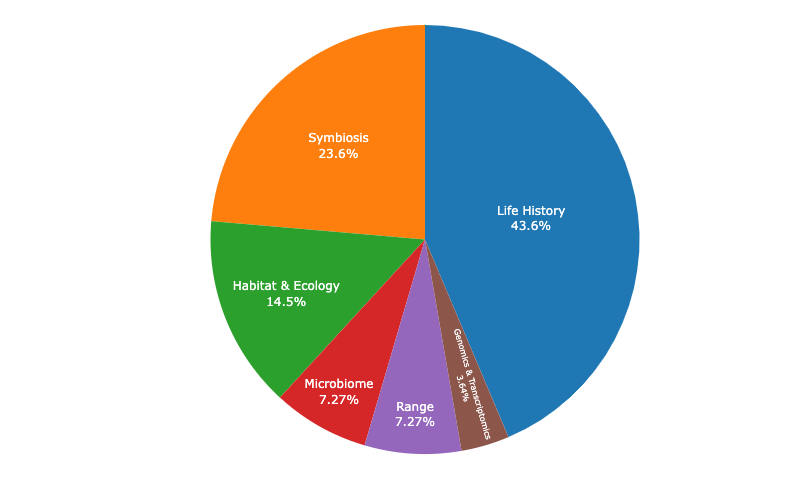 Symbiosis
23.6%
Life History
43.6%
Habitat & Ecology
14.5%
Microbiome
7.27%
Range
7.27%
Genomics & Transcriptomics
3.64%